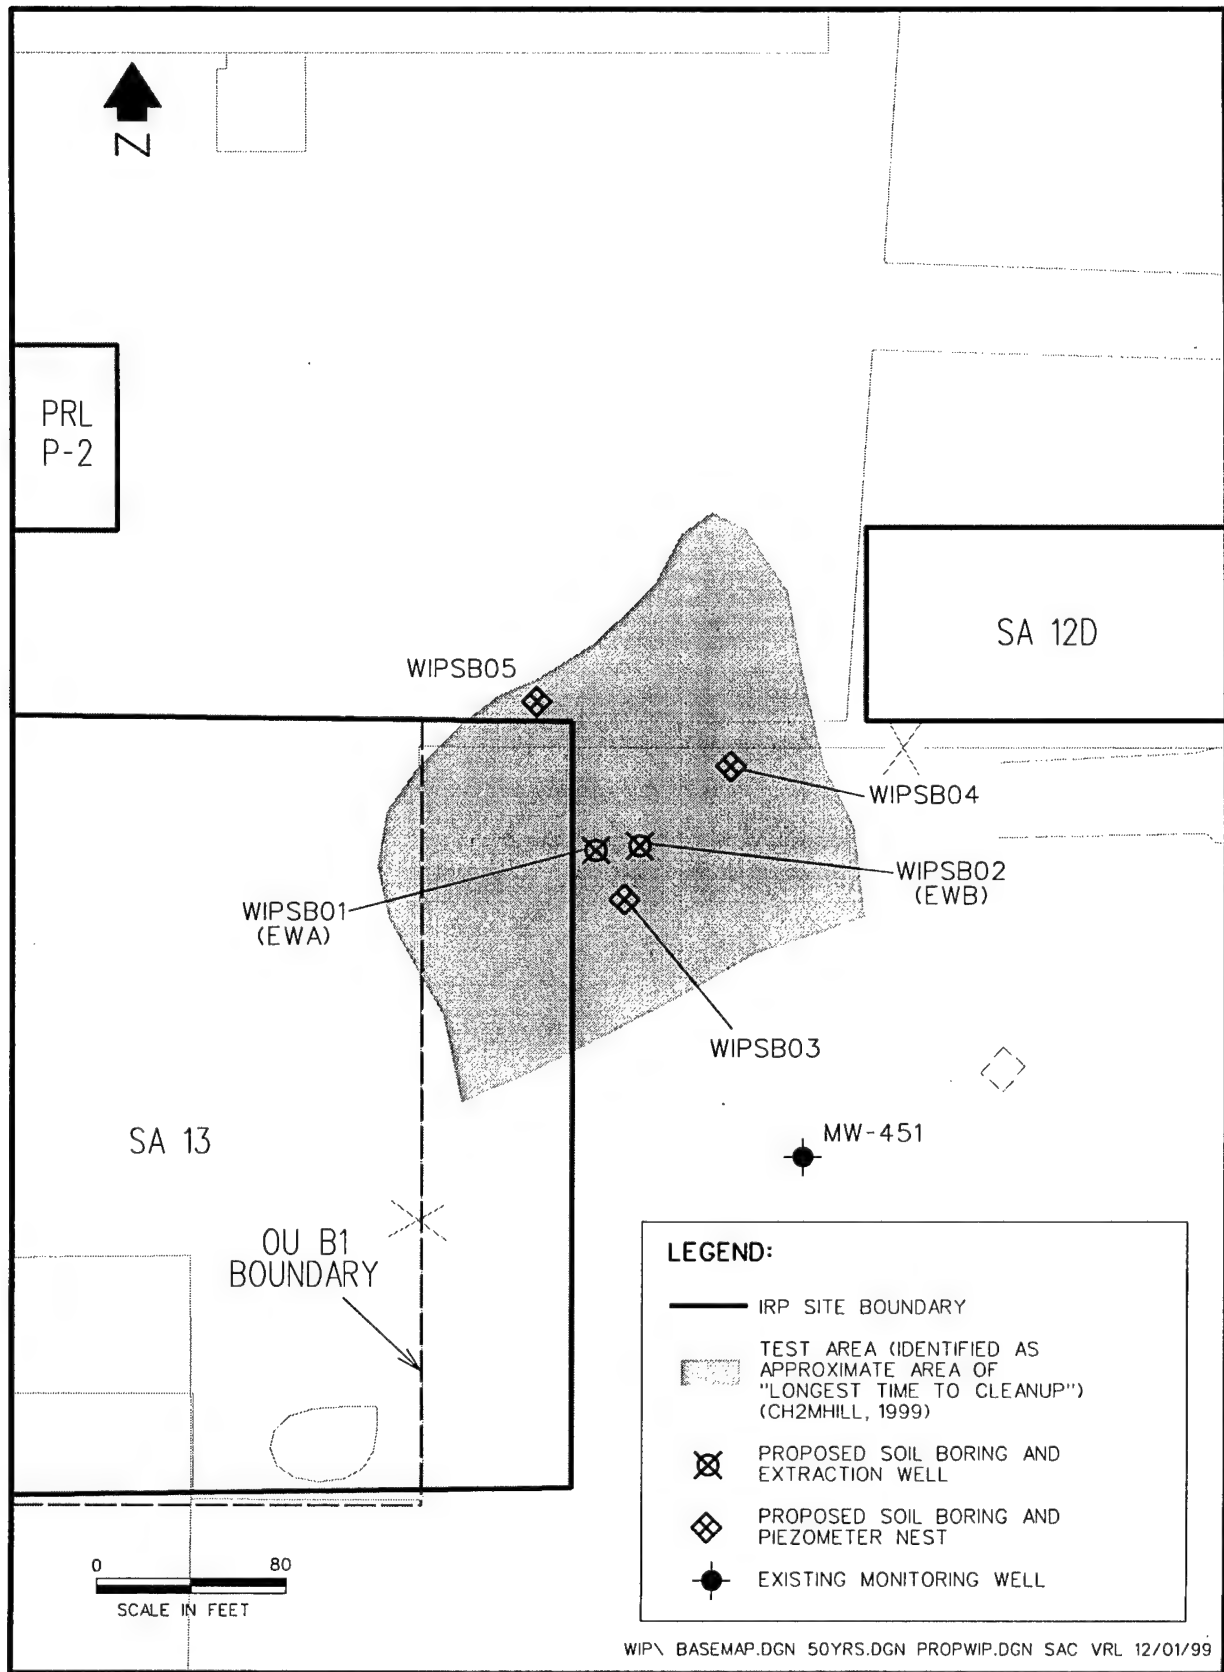 N
PRL
P-2
SA 12D
WIPSB05
WIPSB04
WIPSB02
(EWB)
WIPSB01
(EWA)
WIPSB03
MW-451
SA 13
OU B1
BOUNDARY
LEGEND:
IRP SITE BOUNDARY
TEST AREA (IDENTIFIED AS
APPROXIMATE AREA OF
"LONGEST TIME TO CLEANUP")
(CH2MHILL, 1999)
PROPOSED SOIL BORING AND
EXTRACTION WELL
PROPOSED SOIL BORING AND
PIEZOMETER NEST
EXISTING MONITORING WELL
0 80
SCALE IN FEET
WIP\ BASEMAP.DGN 50YRS.DGN PROPWIP.DGN SAC VRL 12/01/99